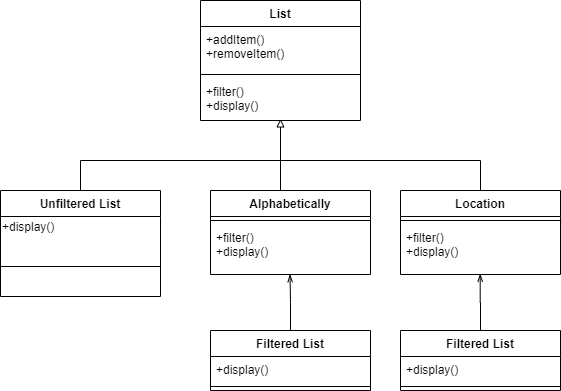 List
+addItem()
+removeItem()
+filter()
+display()
Unfiltered List
+display()
Alphabetically
+filter()
+display()
Location
+filter()
+display()
Filtered List
+display()
Filtered List
+display()